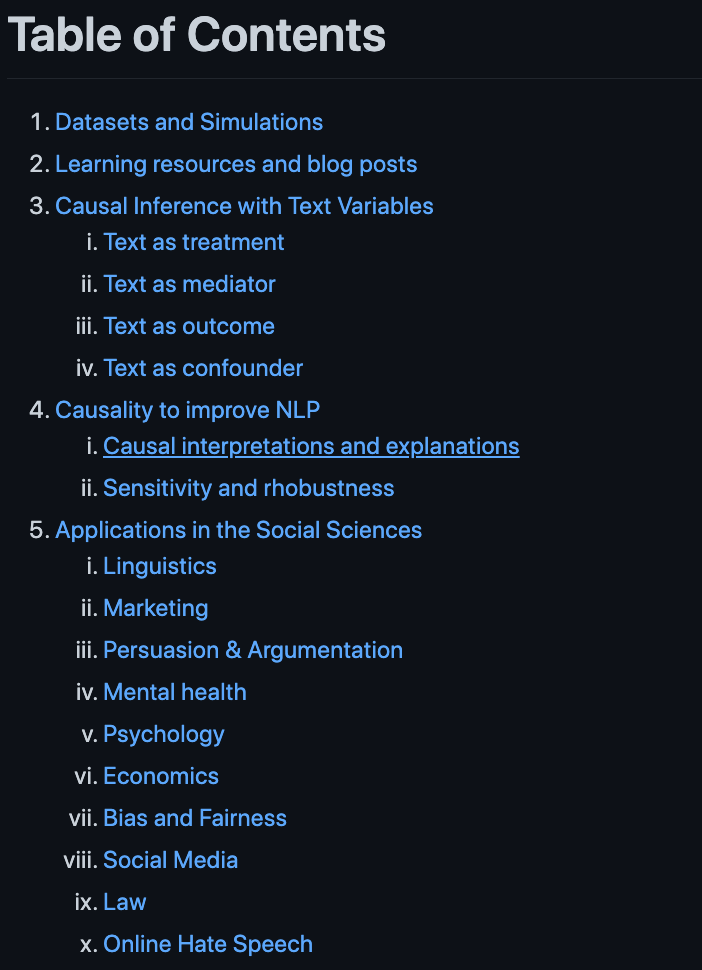 Table of Contents
1. Datasets and Simulations
2. Learning resources and blog posts
3. Causal Inference with Text Variables
i. Text as treatment
ii. Text as mediator
iii. Text as outcome
iv. Text as confounder
4. Causality to improve NLP
i. Causal interpretations and explanations
ii. Sensitivity and rhobustness
5. Applications in the Social Sciences
i. Linguistics
ii. Marketing
iii. Persuasion & Argumentation
iv. Mental health
v. Psychology
vi. Economics
vii. Bias and Fairness
viii. Social Media
ix. Law
x. Online Hate Speech